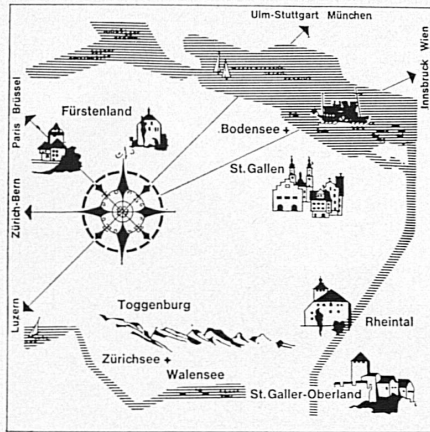 Ulm-Stuttgart München
Innsbruck Wien
Paris Brüssel
Fürstenland
Bodensee +
St.Gallen
Zürich-Bern
Luzern
Toggenburg
Rheintal
Zürichsee +
Walensee
St.Galler-Oberland